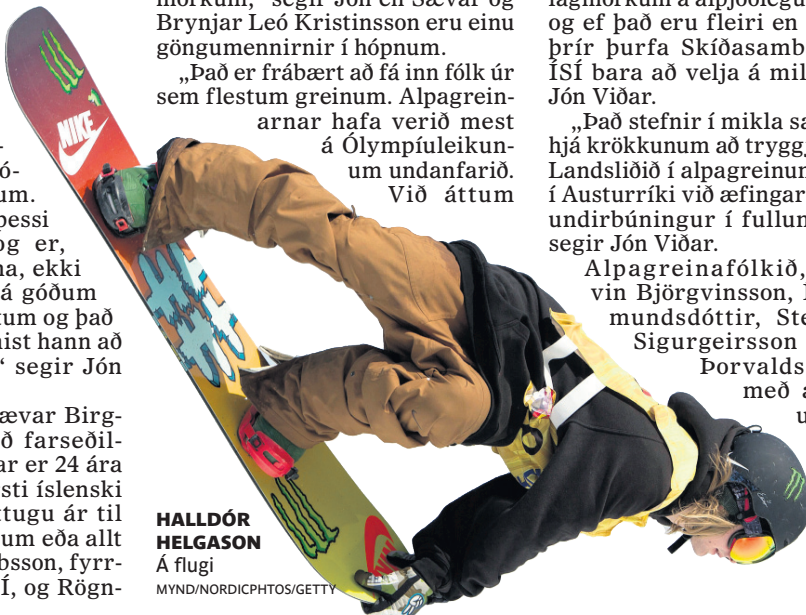 ó-
um.
þessi
og er,
na, ekki
á góðum
tum og það
nist hann að
“ segir Jón
ævar Birg-
ð farseðil-
ar er 24 ára
sti íslenski
ttugu ár til
um eða allt
bsson, fyrr-
Í, og Rögn-
mörkum,“ segir Jón en Sævar og
Brynjar Leó Kristinsson eru einu
göngumennirnir í hópnum.
„Það er frábært að fá inn fólk úr
sem flestum greinum. Alpagrein-
arnar hafa verið mest
á Ólympíuleikun-
um undanfarið.
Við áttum
og ef það eru fleiri en
þrír þurfa Skíðasamb
ÍSÍ bara að velja á mil
Jón Viðar.
„Það stefnir í mikla sa
hjá krökkunum að trygg
Landsliðið í alpagreinun
í Austurríki við æfingar
undirbúningur í fullun
segir Jón Viðar.
Alpagreinafólkið,
vin Björgvinsson,
mundsdóttir, Ste
Sigurgeirsson
Þorvalds
með a
u
NIKE
HALLDÓR
HELGASON
Á flugi
MYND/NORDICPHTOS/GETTY